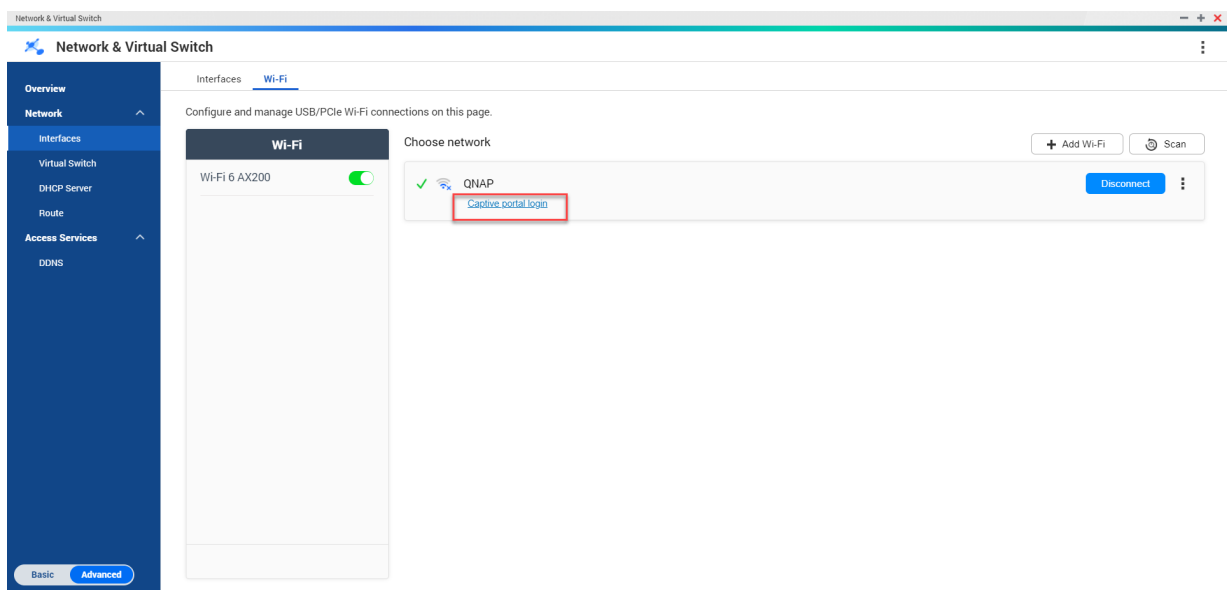 Network & Virtual Switch
Network & Virtual Switch
Overview
Network
Interfaces
Virtual Switch
DHCP Server
Route
Access Services
DDNS
Basic Advanced
Interfaces Wi-Fi
Configure and manage USB/PCIe Wi-Fi connections on this page.
Wi-Fi
Wi-Fi 6 AX200
Choose network
+ Add Wi-Fi Scan
QNAP
Disconnect
Captive portal login